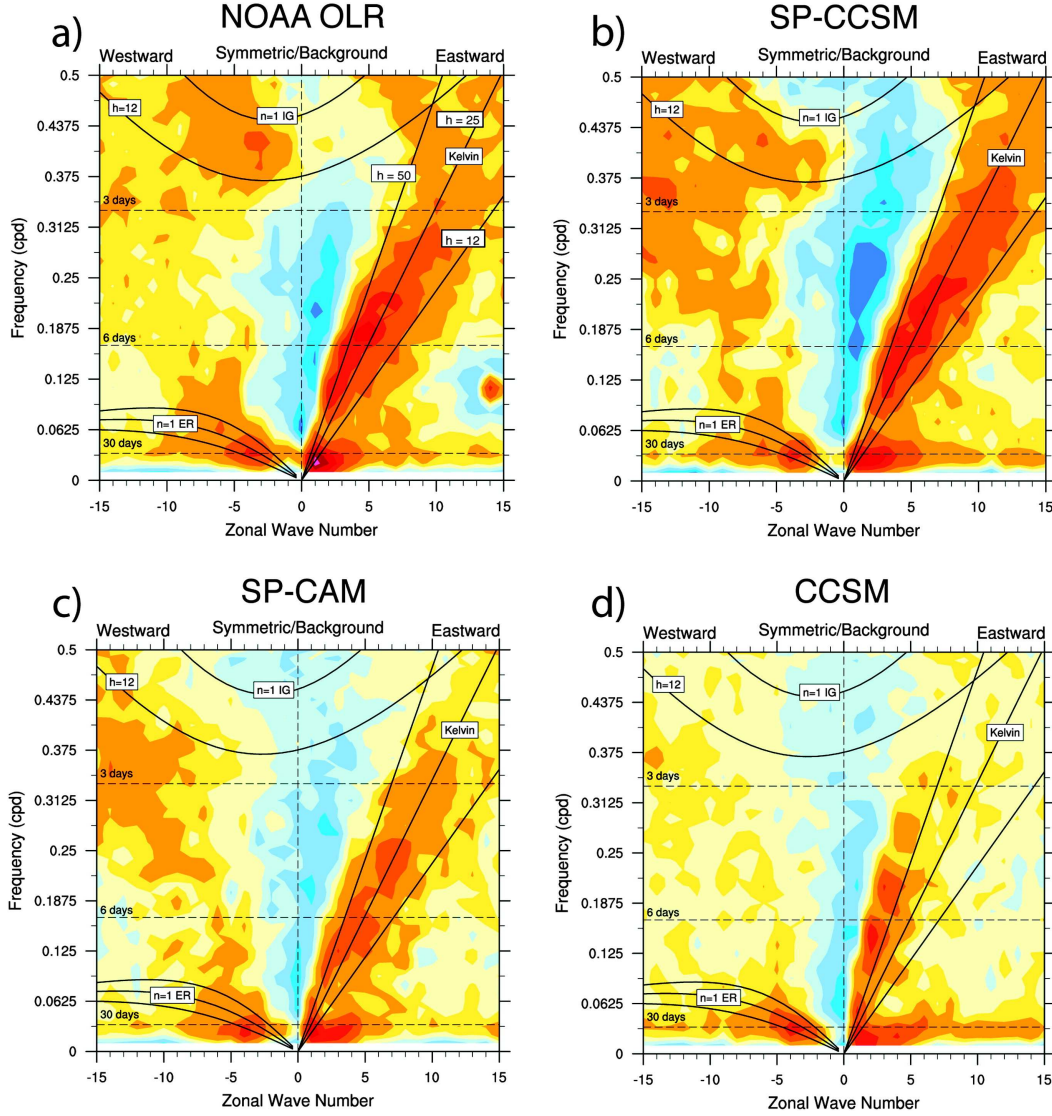 a)
NOAA OLR
Westward Symmetric/Background Eastward
0.5
0.4375
0.375
0.3125
0.25
0.1875
0.125
0.0625
0
Frequency (cpd)
h=12
n=1 IG
h = 25
Kelvin
h = 50
3 days
h = 12
6 days
n=1 ER
30 days
-15 -10 -5 0 5 10 15
Zonal Wave Number
b)
SP-CCSM
Westward Symmetric/Background Eastward
0.5
0.4375
0.375
0.3125
0.25
0.1875
0.125
0.0625
0
Frequency (cpd)
h=12
n=1 IG
Kelvin
3 days
6 days
n=1 ER
30 days
-15 -10 -5 0 5 10 15
Zonal Wave Number
c)
SP-CAM
Westward Symmetric/Background Eastward
0.5
0.4375
0.375
0.3125
0.25
0.1875
0.125
0.0625
0
Frequency (cpd)
h=12
n=1 IG
Kelvin
3 days
6 days
n=1 ER
30 days
-15 -10 -5 0 5 10 15
Zonal Wave Number
d)
CCSM
Westward Symmetric/Background Eastward
0.5
0.4375
0.375
0.3125
0.25
0.1875
0.125
0.0625
0
Frequency (cpd)
h=12
n=1 IG
Kelvin
3 days
6 days
n=1 ER
30 days
-15 -10 -5 0 5 10 15
Zonal Wave Number